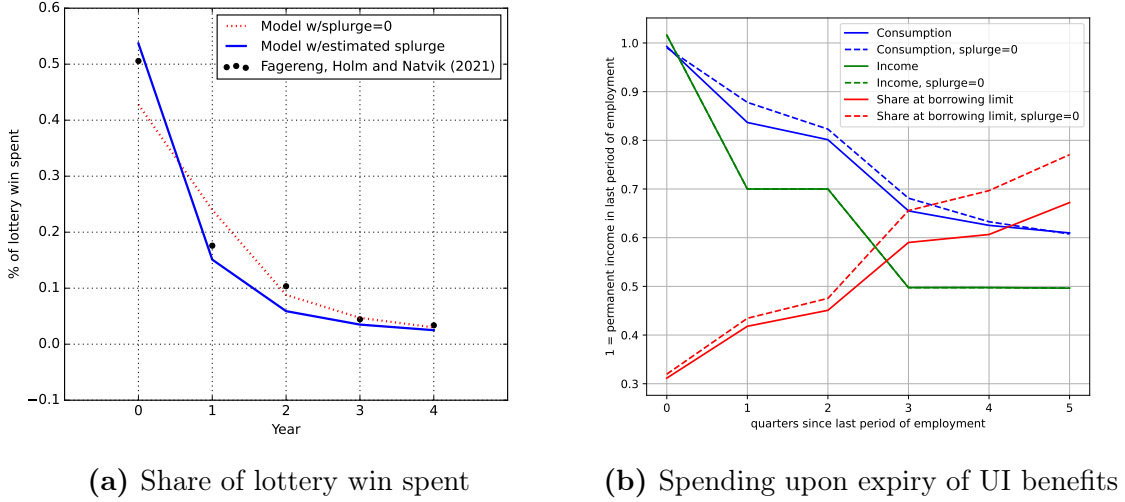 0.6
0.5
0.4
0.3
0.2
0.1
0.0
−0.1
% of lottery win spent
0
1
2
3
4
Year
Model w/splurge=0
Model w/estimated splurge
Fagereng, Holm and Natvik (2021)
(a) Share of lottery win spent
1.0
0.9
0.8
0.7
0.6
0.5
0.4
0.3
1 = permanent income in last period of employment
0
1
2
3
4
5
quarters since last period of employment
Consumption
Consumption, splurge=0
Income
Income, splurge=0
Share at borrowing limit
Share at borrowing limit, splurge=0
(b) Spending upon expiry of UI benefits